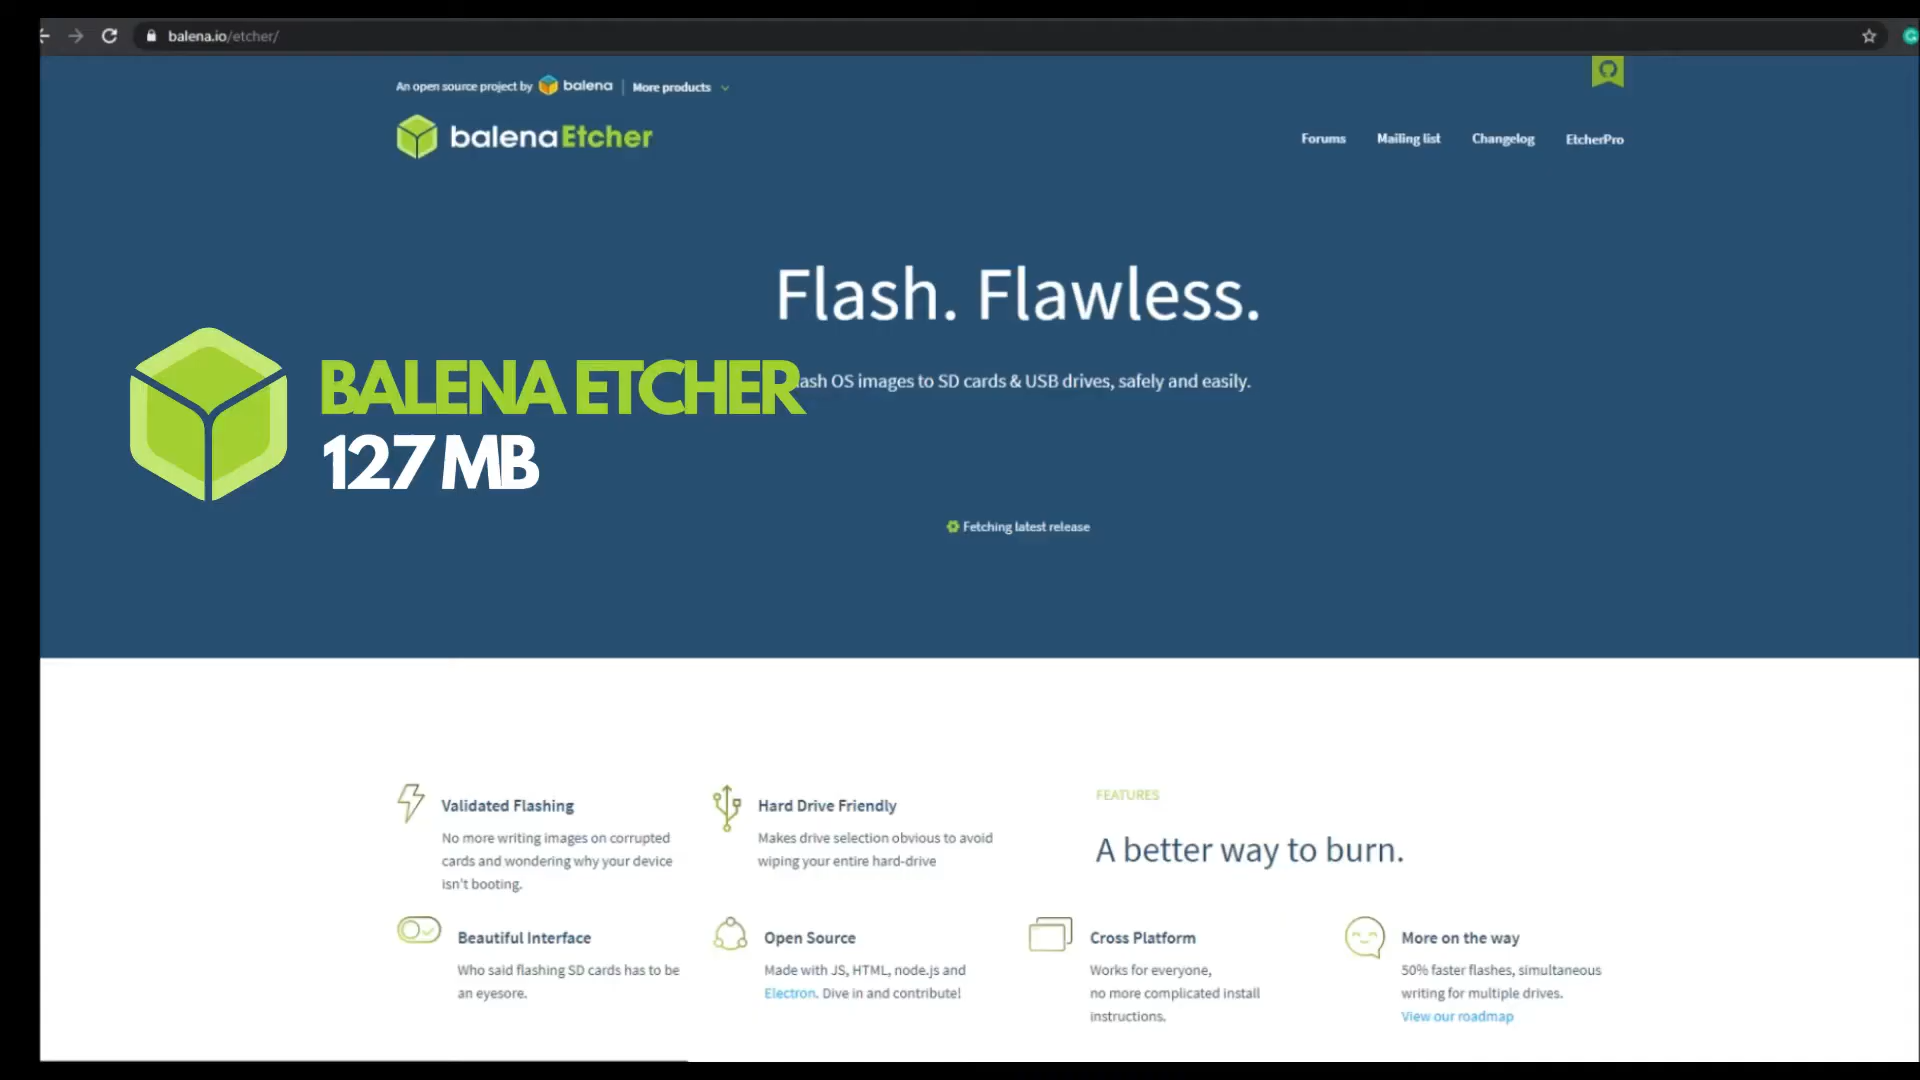 balena.io/etcher/
An open source project by balena | More products
balenaEtcher
Forums
Mailing list
Changelog
EtcherPro
Flash. Flawless.
BALENA ETCHER
127 MB
OS images to SD cards & USB drives, safely and easily.
Fetching latest release
Validated Flashing
No more writing images on corrupted
cards and wondering why your device
isn't booting.
Hard Drive Friendly
Makes drive selection obvious to avoid
wiping your entire hard-drive
FEATURES
A better way to burn.
Beautiful Interface
Who said flashing SD cards has to be
an eyesore.
Open Source
Made with JS, HTML, node.js and
Electron. Dive in and contribute!
Cross Platform
Works for everyone,
no more complicated install
instructions.
More on the way
50% faster flashes, simultaneous
writing for multiple drives.
View our roadmap